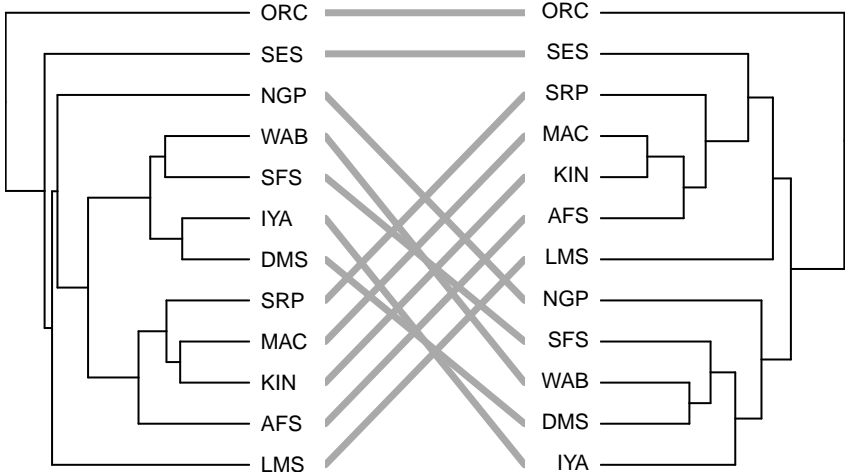 ORC ORC
SES SES
NGP SRP
WAB MAC
SFS KIN
IYA AFS
DMS LMS
SRP NGP
MAC SFS
KIN WAB
AFS DMS
LMS IYA